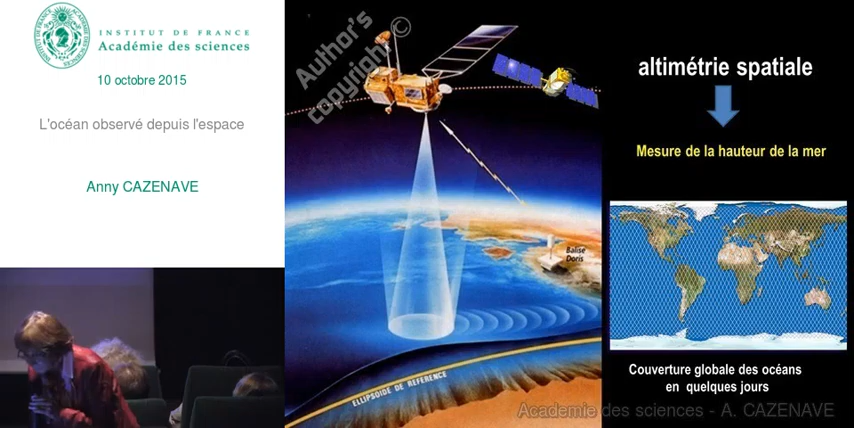 INSTITUT DE FRANCE
Académie des sciences
10 octobre 2015
L'océan observé depuis l'espace
Anny CAZENAVE
Author's
copyright
Balise
Doris
ELLIPSOIDE DE REFERENCE
altimétrie spatiale
Mesure de la hauteur de la mer
Couverture globale des océans
en quelques jours
Academie des sciences - A. CAZENAVE